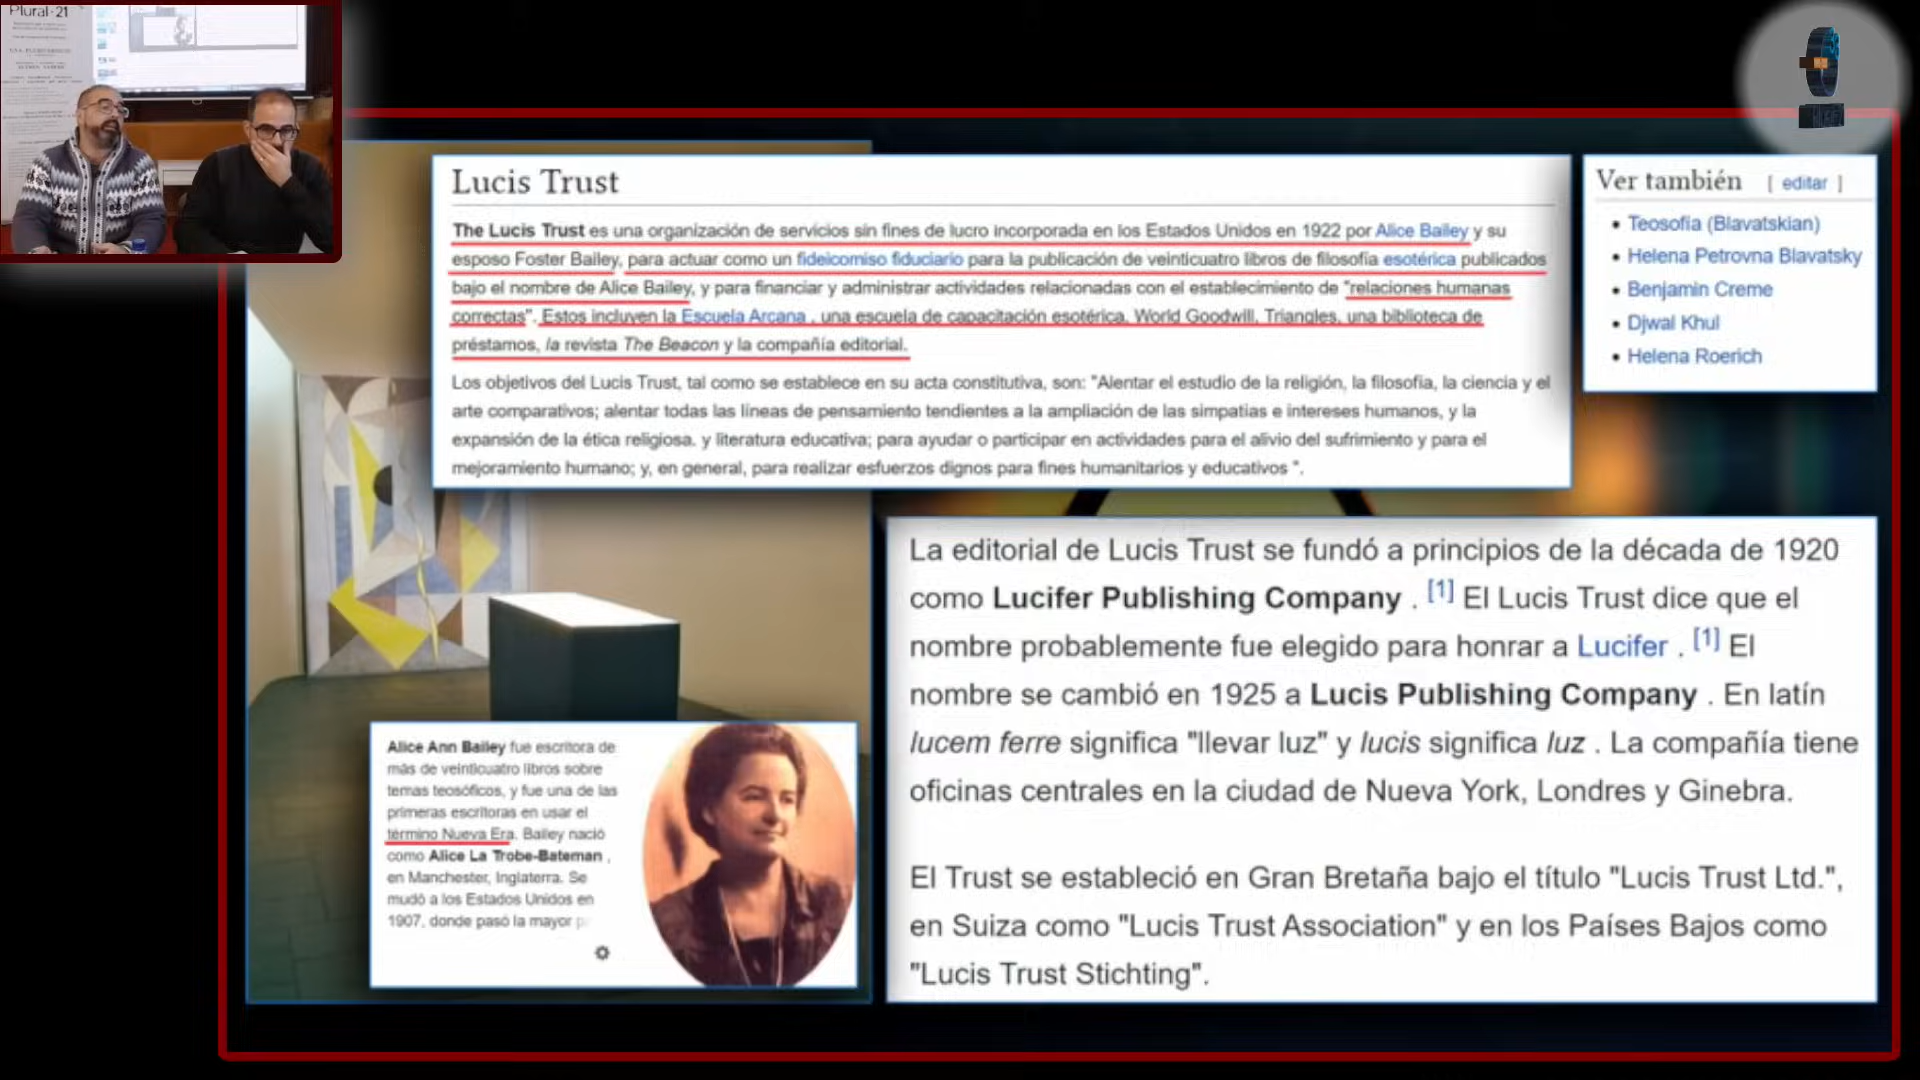 Plural-21
Lucis Trust
The Lucis Trust es una organización de servicios sin fines de lucro incorporada en los Estados Unidos en 1922 por Alice Bailey y su
esposo Foster Bailey, para actuar como un fideicomiso fiduciario para la publicación de veinticuatro libros de filosofía esotérica publicados
bajo el nombre de Alice Bailey, y para financiar y administrar actividades relacionadas con el establecimiento de "relaciones humanas
correctas". Estos incluyen la Escuela Arcana , una escuela de capacitación esotérica, World Goodwill, Triangles, una biblioteca de
préstamos, la revista The Beacon y la compañía editorial.
Los objetivos del Lucis Trust, tal como se establece en su acta constitutiva, son: "Alentar el estudio de la religión, la filosofía, la ciencia y el
arte comparativos; alentar todas las líneas de pensamiento tendientes a la ampliación de las simpatías e intereses humanos, y la
expansión de la ética religiosa. y literatura educativa; para ayudar o participar en actividades para el alivio del sufrimiento y para el
mejoramiento humano; y, en general, para realizar esfuerzos dignos para fines humanitarios y educativos ".
Ver también [ editar ]
• Teosofía (Blavatskian)
• Helena Petrovna Blavatsky
• Benjamin Creme
• Djwal Khul
• Helena Roerich
Alice Ann Bailey fue escritora de
más de veinticuatro libros sobre
temas teosóficos, y fue una de las
primeras escritoras en usar el
término Nueva Era. Bailey nació
como Alice La Trobe-Bateman ,
en Manchester, Inglaterra. Se
mudó a los Estados Unidos en
1907, donde pasó la mayor
La editorial de Lucis Trust se fundó a principios de la década de 1920
como Lucifer Publishing Company . [1] El Lucis Trust dice que el
nombre probablemente fue elegido para honrar a Lucifer . [1] El
nombre se cambió en 1925 a Lucis Publishing Company . En latín
lucem ferre significa "llevar luz" y lucis significa luz . La compañía tiene
oficinas centrales en la ciudad de Nueva York, Londres y Ginebra.
El Trust se estableció en Gran Bretaña bajo el título "Lucis Trust Ltd.",
en Suiza como "Lucis Trust Association" y en los Países Bajos como
"Lucis Trust Stichting".